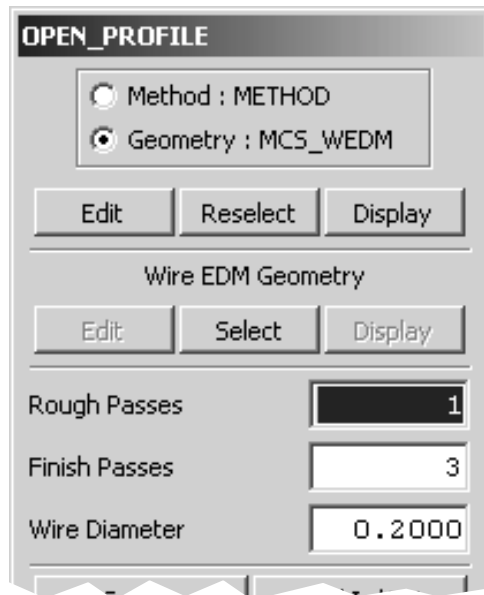 OPEN_PROFILE
Method : METHOD
Geometry : MCS_WEDM
Edit Reselect Display
Wire EDM Geometry
Edit Select Display
Rough Passes 1
Finish Passes 3
Wire Diameter 0.2000